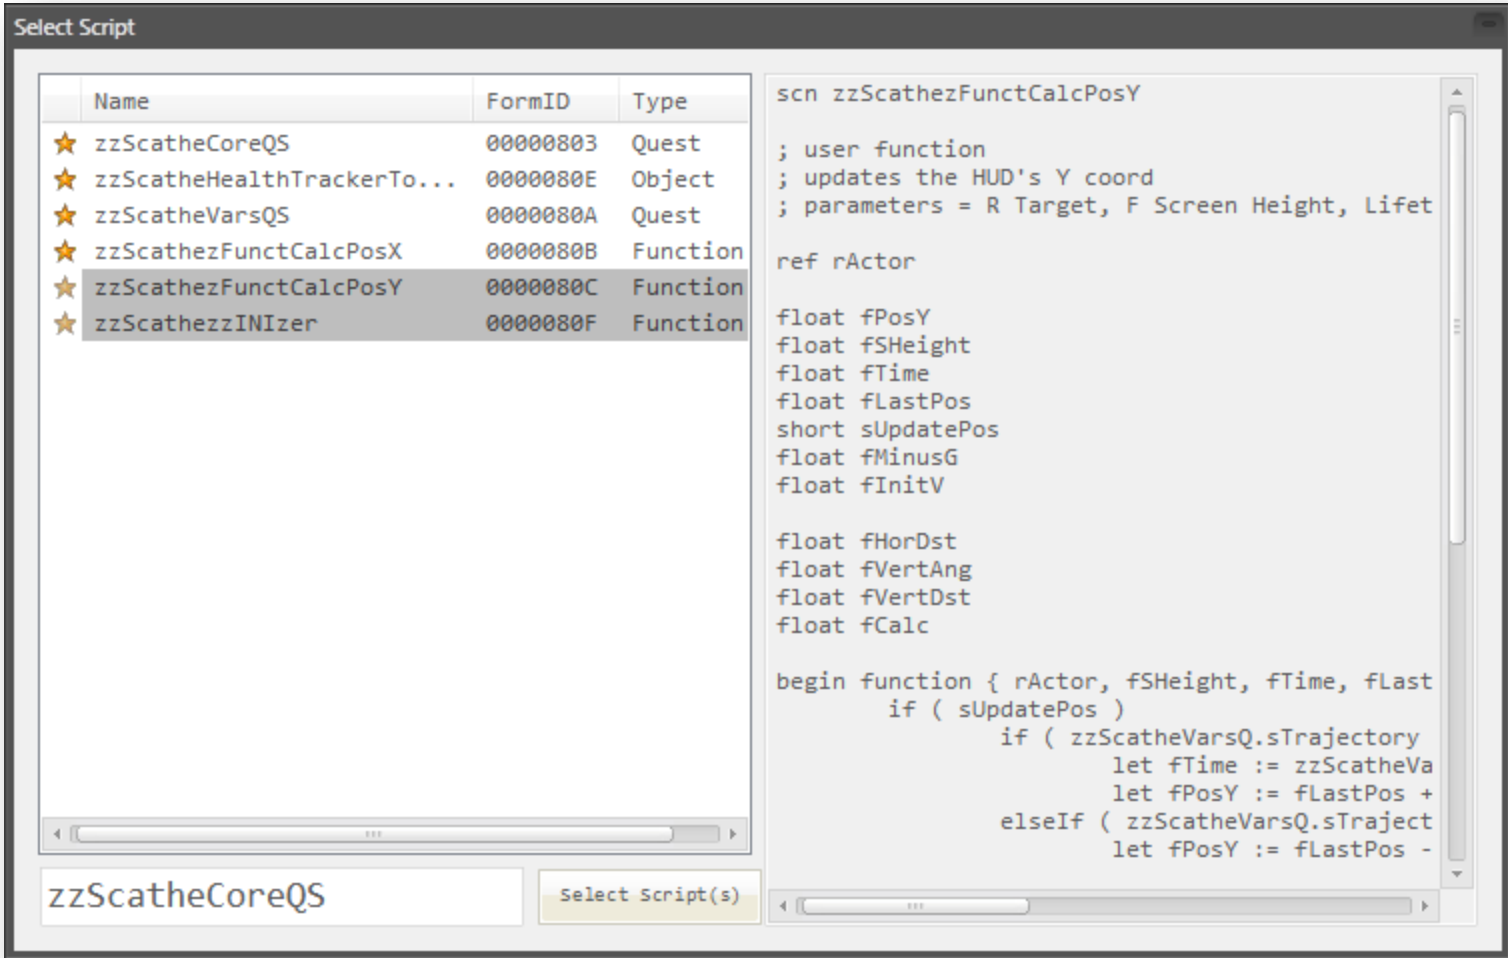 Select Script
Name FormID Type
zzScatheCoreQS 00000803 Quest
zzScatheHealthTrackerTo... 0000080E Object
zzScatheVarsQS 0000080A Quest
zzScathezFunctCalcPosX 0000080B Function
zzScathezFunctCalcPosY 0000080C Function
zzScathezzINIzer 0000080F Function
zzScatheCoreQS
Select Script(s)
scn zzScathezFunctCalcPosY
; user function
; updates the HUD's Y coord
; parameters = R Target, F Screen Height, Lifet
ref rActor
float fPosY
float fSHeight
float fTime
float fLastPos
short sUpdatePos
float fMinusG
float fInitV
float fHorDst
float fVertAng
float fVertDst
float fCalc
begin function { rActor, fSHeight, fTime, fLast
if ( sUpdatePos )
if ( zzScatheVarsQ.sTrajectory
let fTime := zzScatheVa
let fPosY := fLastPos +
elseIf ( zzScatheVarsQ.sTraject
let fPosY := fLastPos -